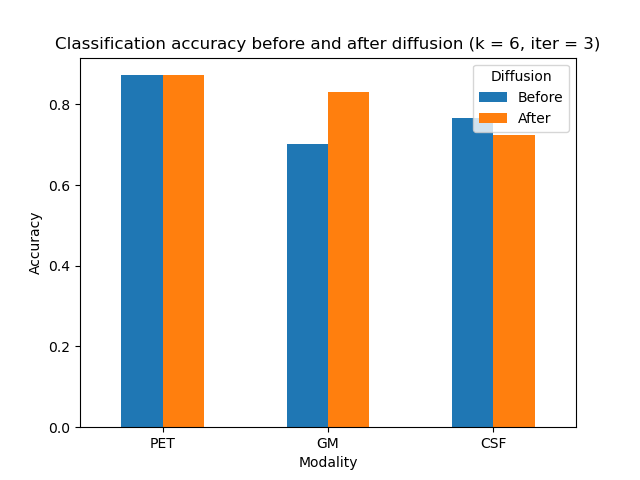 Classification accuracy before and after diffusion (k = 6, iter = 3)
Diffusion
Before
After
0.8
0.6
0.4
0.2
0.0
Accuracy
PET GM CSF
Modality